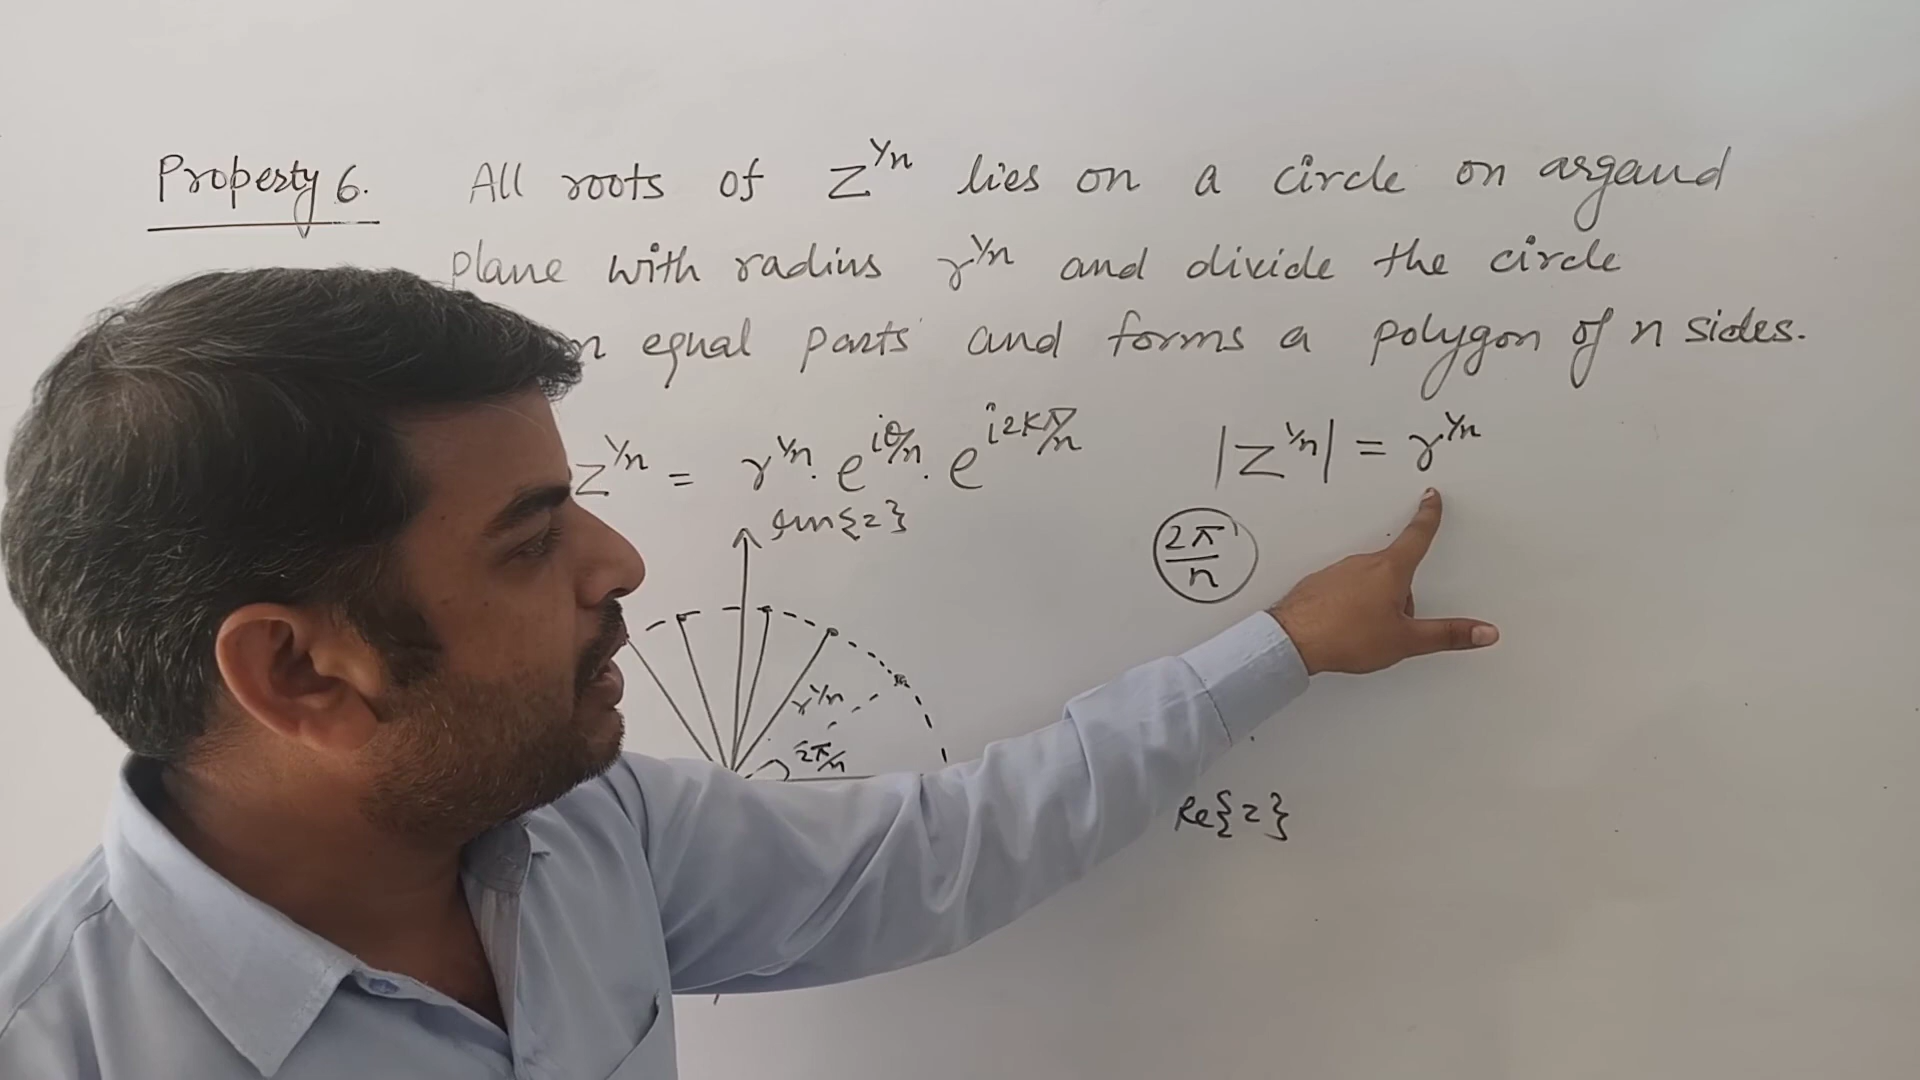 Property 6. All roots of z^1/n lies on a circle on argand
plane with radius r^1/n and divide the circle
n equal parts and forms a polygon of n sides.
z^1/n = r^1/n . e^iθ/n . e^i2kπ/n
|z^1/n| = r^1/n
Im{z}
2π/n
r^1/n
2π/n
Re{z}